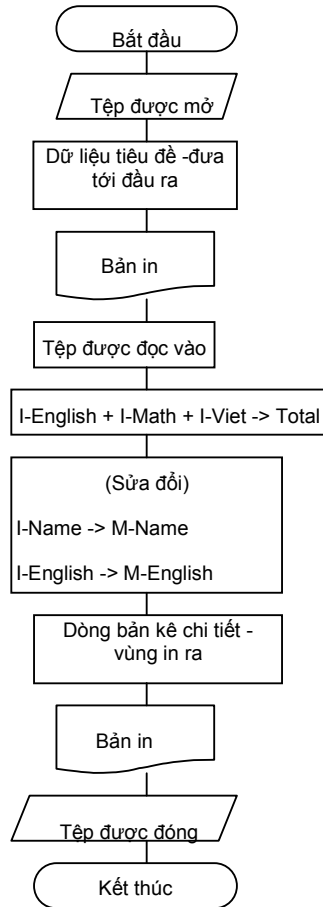 Bắt đầu
Tệp được mở
Dữ liệu tiêu đề -đưa
tới đầu ra
Bản in
Tệp được đọc vào
I-English + I-Math + I-Viet -> Total
(Sửa đổi)
I-Name -> M-Name
I-English -> M-English
Dòng bản kê chi tiết -
vùng in ra
Bản in
Tệp được đóng
Kết thúc